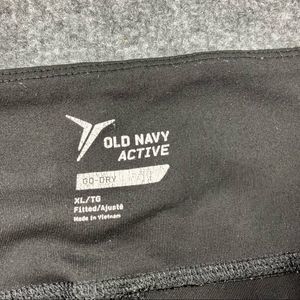 OLD NAVY
ACTIVE
GO-DRY
XL/TG
Fitted/Ajusté
Made in Vietnam